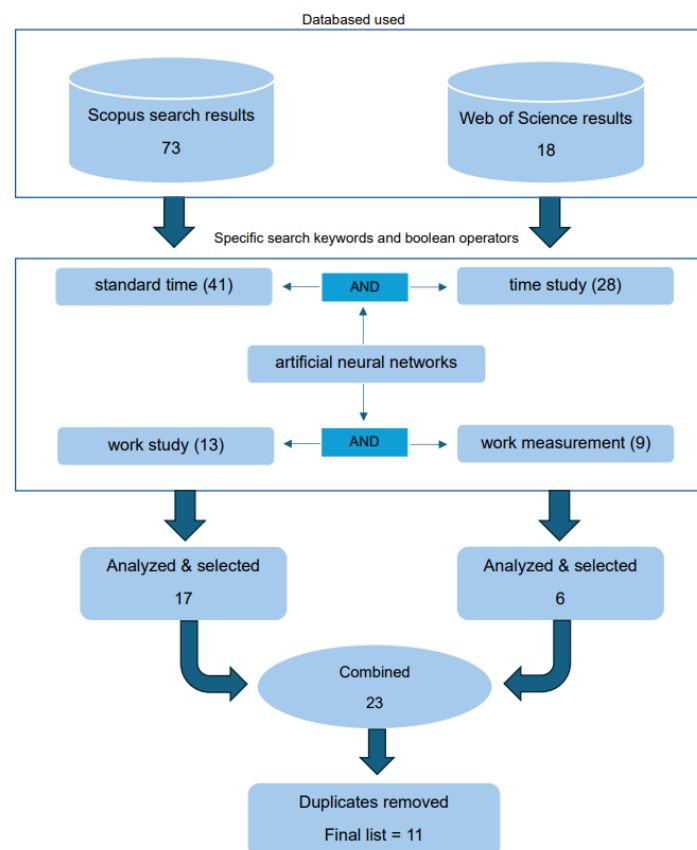 Databased used
Scopus search results
73
Web of Science results
18
Specific search keywords and boolean operators
standard time (41)
AND
time study (28)
artificial neural networks
work study (13)
AND
work measurement (9)
Analyzed & selected
17
Analyzed & selected
6
Combined
23
Duplicates removed
Final list = 11